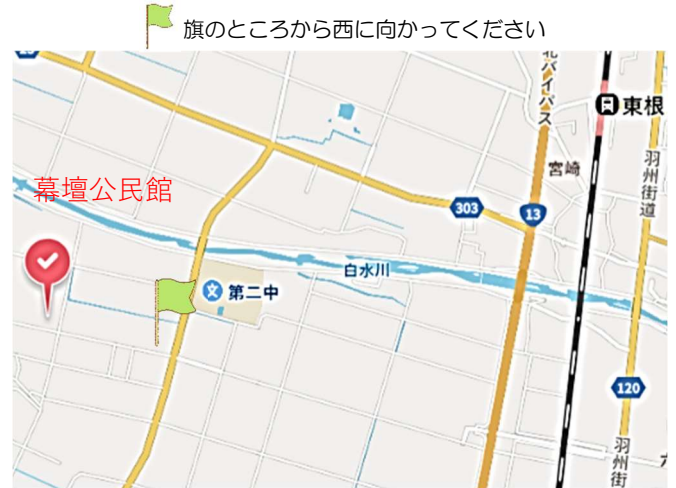 旗のところから西に向かってください
北バイパス
東根
羽州街道
宮崎
幕壇公民館
303
13
白水川
第二中
文
120
羽州街